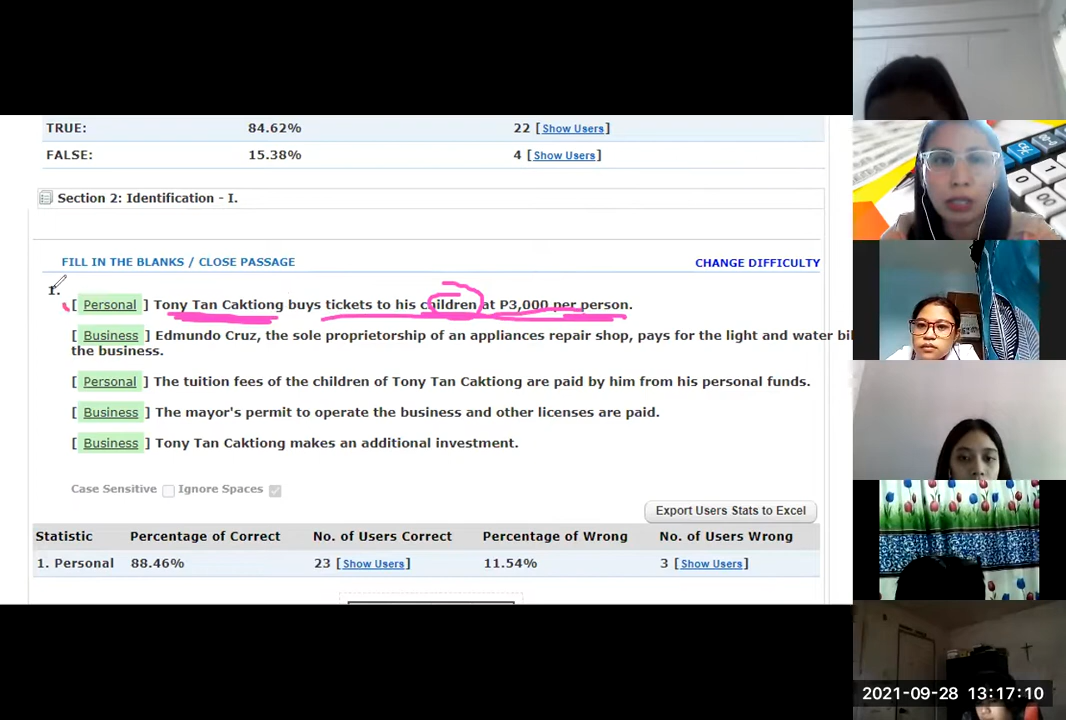 TRUE: 84.62% 22 [Show Users]
FALSE: 15.38% 4 [Show Users]
Section 2: Identification - I.
FILL IN THE BLANKS / CLOSE PASSAGE
CHANGE DIFFICULTY
I.
[ Personal ] Tony Tan Caktiong buys tickets to his children at P3,000 per person.
[ Business ] Edmundo Cruz, the sole proprietorship of an appliances repair shop, pays for the light and water bil
the business.
[ Personal ] The tuition fees of the children of Tony Tan Caktiong are paid by him from his personal funds.
[ Business ] The mayor's permit to operate the business and other licenses are paid.
[ Business ] Tony Tan Caktiong makes an additional investment.
Case Sensitive Ignore Spaces
Export Users Stats to Excel
Statistic Percentage of Correct No. of Users Correct Percentage of Wrong No. of Users Wrong
1. Personal 88.46% 23 [Show Users] 11.54% 3 [Show Users]
2021-09-28 13:17:10